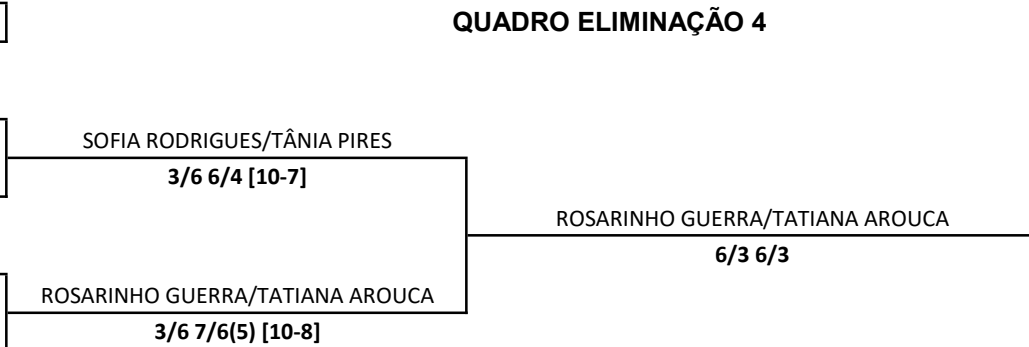 QUADRO ELIMINAÇÃO 4
SOFIA RODRIGUES/TÂNIA PIRES
3/6 6/4 [10-7]
ROSARINHO GUERRA/TATIANA AROUCA
6/3 6/3
ROSARINHO GUERRA/TATIANA AROUCA
3/6 7/6(5) [10-8]